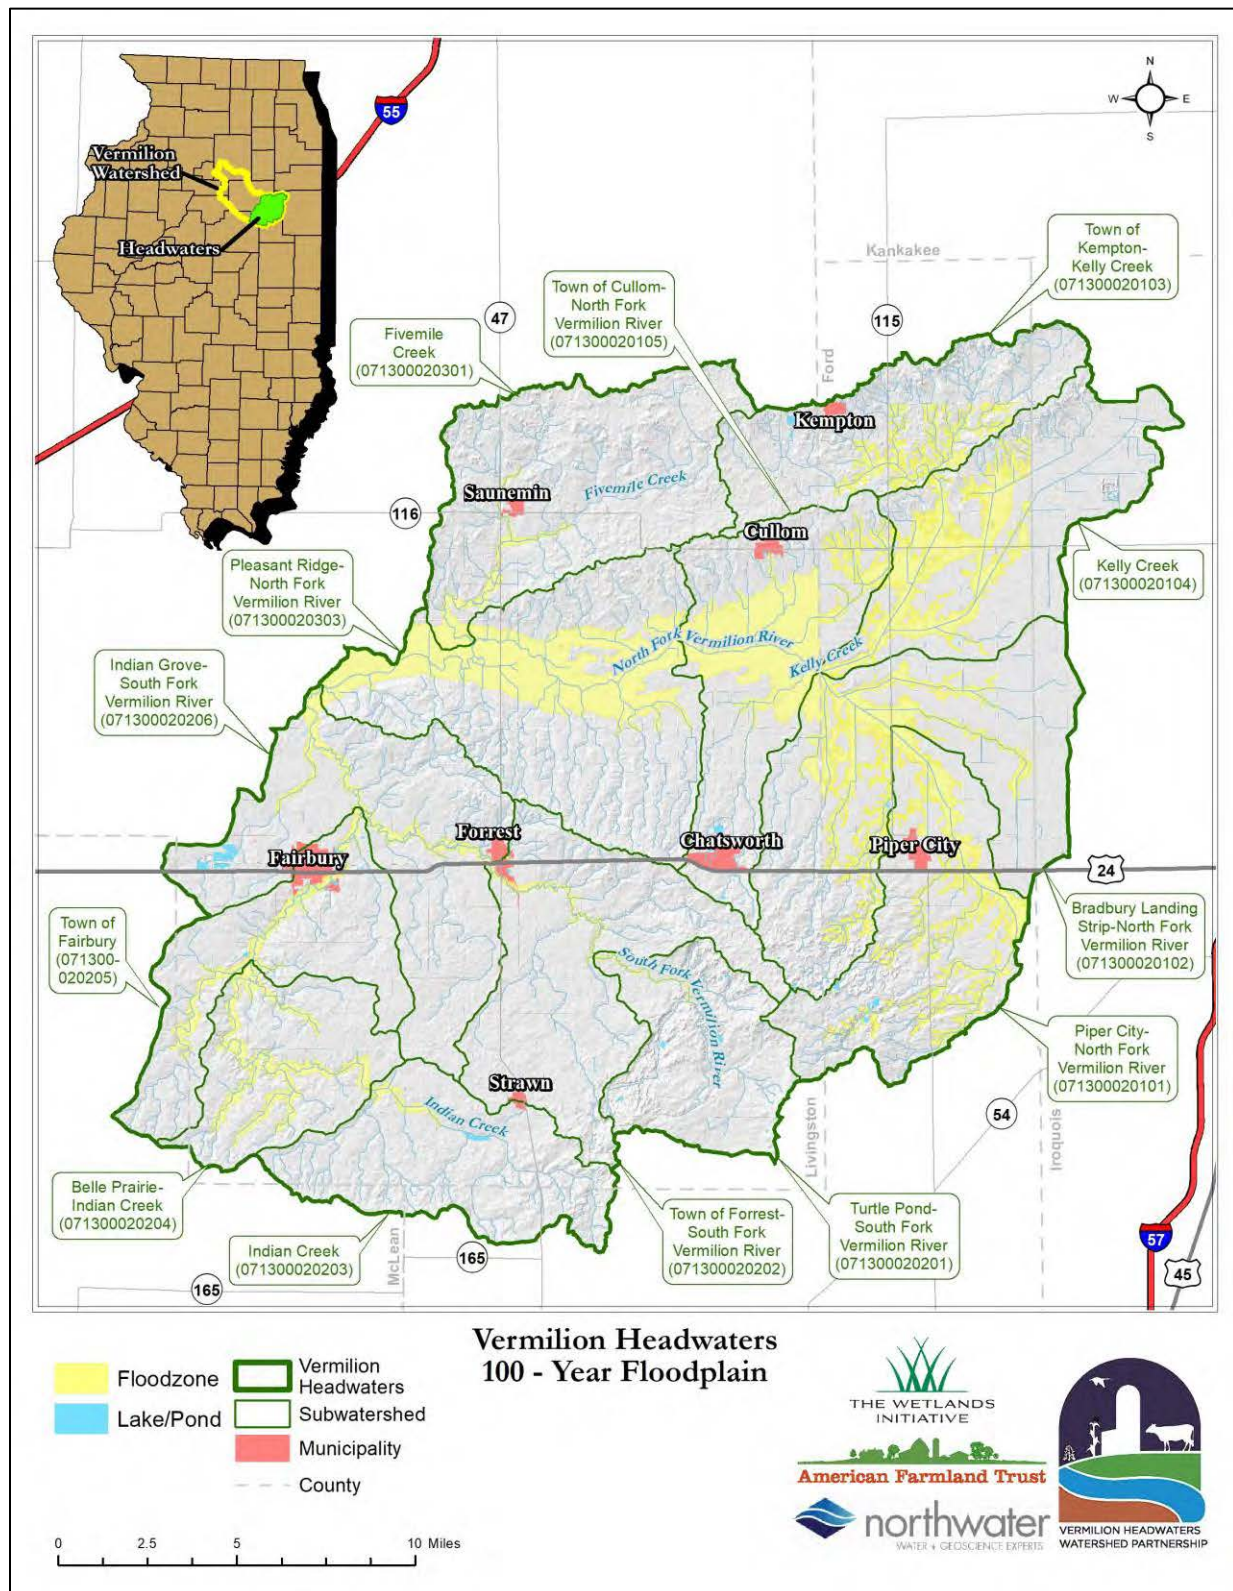 N
W
E
S
55
Vermilion
Watershed
Headwaters
Town of
Kempton-
Kelly Creek
(071300020103)
Kankakee
Town of Cullom-
North Fork
Vermilion River
(071300020105)
47
115
Fivemile
Creek
(071300020301)
Ford
Kempton
Saunemin
Fivemile Creek
116
Cullom
Pleasant Ridge-
North Fork
Vermilion River
(071300020303)
Kelly Creek
(071300020104)
North Fork Vermilion River
Kelly Creek
Indian Grove-
South Fork
Vermilion River
(071300020206)
Forrest
Chatsworth
Piper City
Fairbury
24
Town of
Fairbury
(071300-
020205)
Bradbury Landing
Strip-North Fork
Vermilion River
(071300020102)
South Fork Vermilion River
Piper City-
North Fork
Vermilion River
(071300020101)
Strawn
Indian Creek
54
Livingston
Iroquois
Belle Prairie-
Indian Creek
(071300020204)
Turtle Pond-
South Fork
Vermilion River
(071300020201)
Town of Forrest-
South Fork
Vermilion River
(071300020202)
Indian Creek
(071300020203)
McLean
165
165
57
45
Vermilion Headwaters
100 - Year Floodplain
Floodzone
Lake/Pond
Vermilion
Headwaters
Subwatershed
Municipality
County
THE WETLANDS
INITIATIVE
American Farmland Trust
northwater
WATER + GEOSCIENCE EXPERTS
VERMILION HEADWATERS
WATERSHED PARTNERSHIP
0 2.5 5 10 Miles